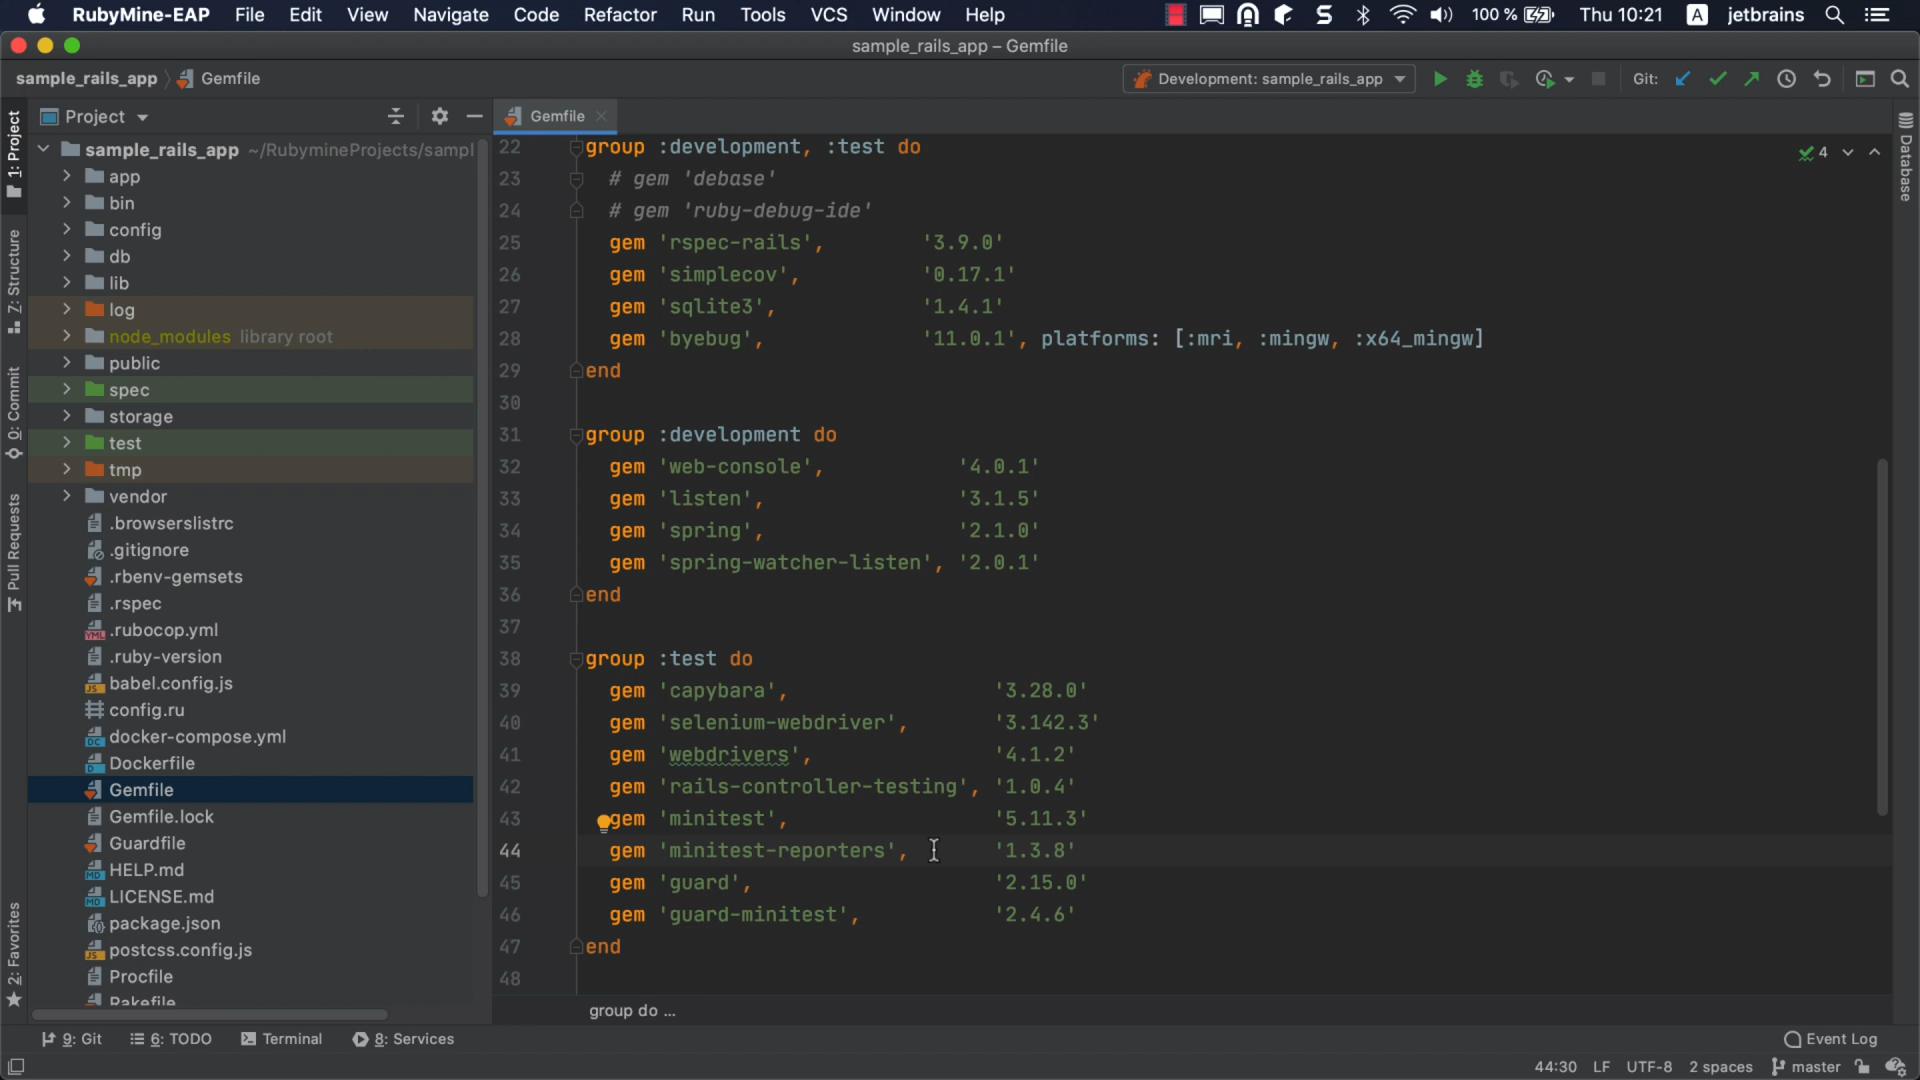 RubyMine-EAP File Edit View Navigate Code Refactor Run Tools VCS Window Help 100 % Thu 10:21 A jetbrains
sample_rails_app – Gemfile
sample_rails_app Gemfile Development: sample_rails_app Git:
Project Gemfile
1: Project
Z: Structure
0: Commit
Pull Requests
2: Favorites
Database
sample_rails_app ~/RubymineProjects/sampl
app
bin
config
db
lib
log
node_modules library root
public
spec
storage
test
tmp
vendor
.browserslistrc
.gitignore
.rbenv-gemsets
.rspec
.rubocop.yml
.ruby-version
babel.config.js
config.ru
docker-compose.yml
Dockerfile
Gemfile
Gemfile.lock
Guardfile
HELP.md
LICENSE.md
package.json
postcss.config.js
Procfile
Rakefile
4
22 group :development, :test do
23 # gem 'debase'
24 # gem 'ruby-debug-ide'
25 gem 'rspec-rails', '3.9.0'
26 gem 'simplecov', '0.17.1'
27 gem 'sqlite3', '1.4.1'
28 gem 'byebug', '11.0.1', platforms: [:mri, :mingw, :x64_mingw]
29 end
30
31 group :development do
32 gem 'web-console', '4.0.1'
33 gem 'listen', '3.1.5'
34 gem 'spring', '2.1.0'
35 gem 'spring-watcher-listen', '2.0.1'
36 end
37
38 group :test do
39 gem 'capybara', '3.28.0'
40 gem 'selenium-webdriver', '3.142.3'
41 gem 'webdrivers', '4.1.2'
42 gem 'rails-controller-testing', '1.0.4'
43 gem 'minitest', '5.11.3'
44 gem 'minitest-reporters', '1.3.8'
45 gem 'guard', '2.15.0'
46 gem 'guard-minitest', '2.4.6'
47 end
48
group do ...
9: Git 6: TODO Terminal 8: Services Event Log
44:30 LF UTF-8 2 spaces master